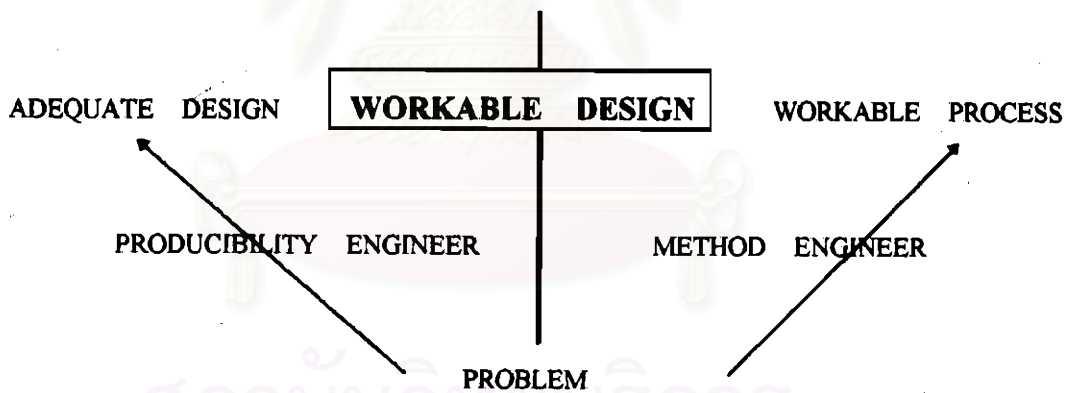 ADEQUATE DESIGN WORKABLE DESIGN WORKABLE PROCESS
PRODUCIBILITY ENGINEER METHOD ENGINEER
PROBLEM